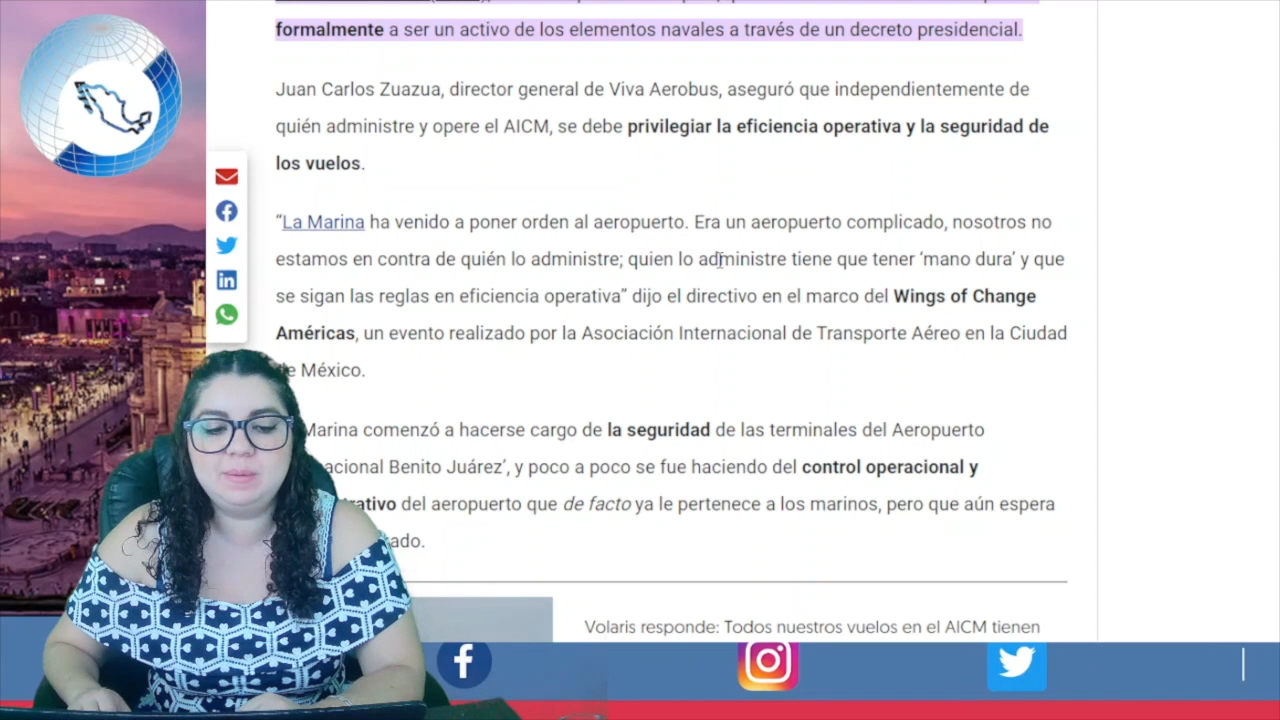 formalmente a ser un activo de los elementos navales a través de un decreto presidencial.
Juan Carlos Zuazua, director general de Viva Aerobus, aseguró que independientemente de
quién administre y opere el AICM, se debe privilegiar la eficiencia operativa y la seguridad de
los vuelos.
“La Marina ha venido a poner orden al aeropuerto. Era un aeropuerto complicado, nosotros no
estamos en contra de quién lo administre; quien lo administre tiene que tener ‘mano dura’ y que
se sigan las reglas en eficiencia operativa” dijo el directivo en el marco del Wings of Change
Américas, un evento realizado por la Asociación Internacional de Transporte Aéreo en la Ciudad
de México.
Marina comenzó a hacerse cargo de la seguridad de las terminales del Aeropuerto
Benito Juárez’, y poco a poco se fue haciendo del control operacional y
del aeropuerto que de facto ya le pertenece a los marinos, pero que aún espera
Volaris responde: Todos nuestros vuelos en el AICM tienen